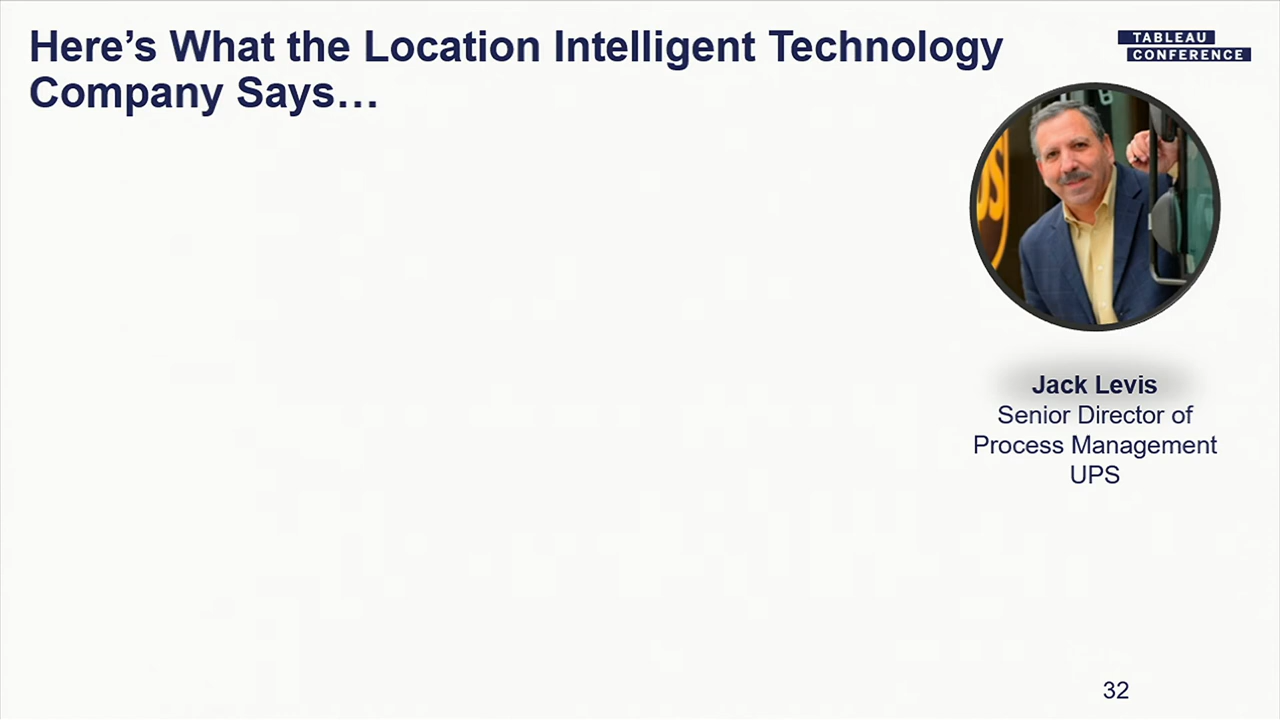 Here’s What the Location Intelligent Technology
Company Says…
TABLEAU
CONFERENCE
Jack Levis
Senior Director of
Process Management
UPS
32